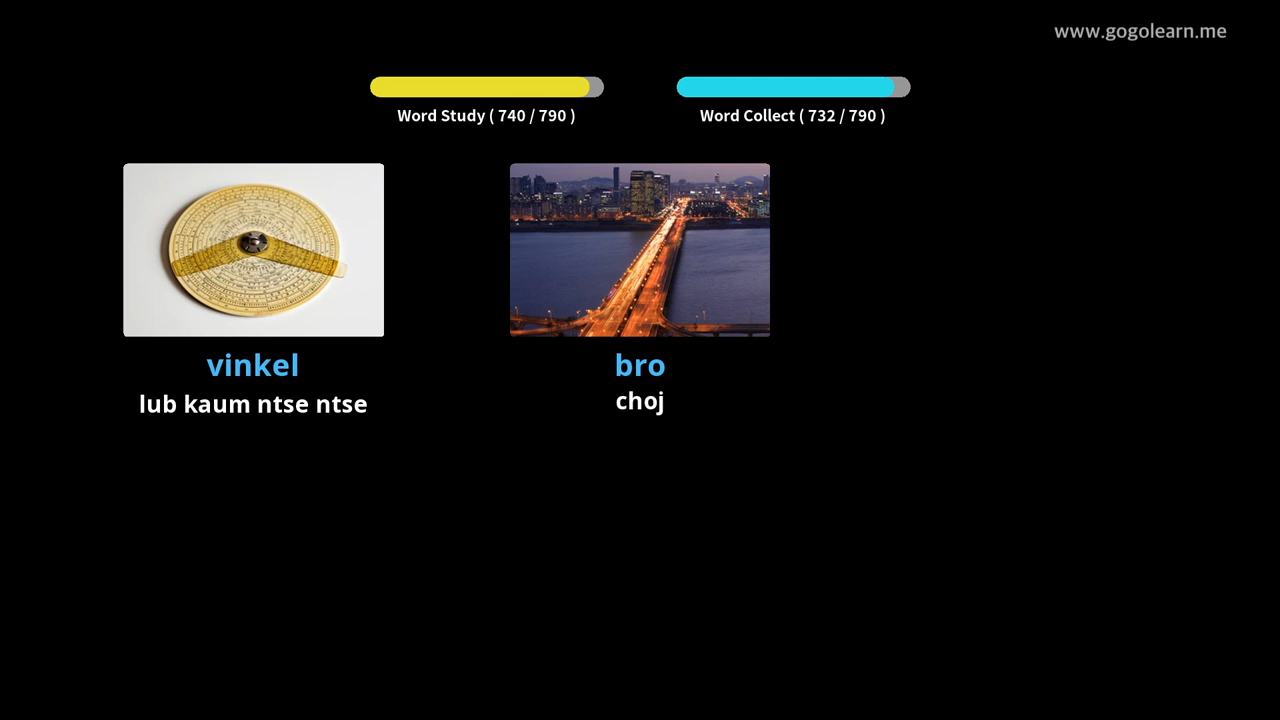 www.gogolearn.me
Word Study ( 740 / 790 )
Word Collect ( 732 / 790 )
vinkel
lub kaum ntse ntse
bro
choj